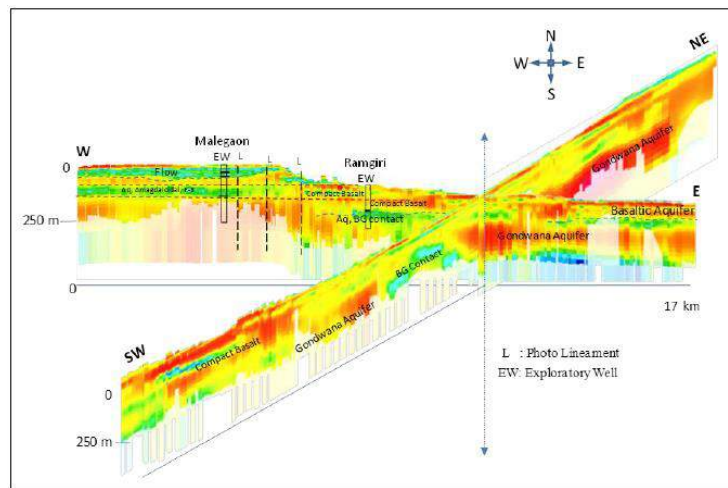 N
W E
S
NE
W
Malegaon
EW
L
L
L
Ramgiri
EW
0
Flow
Compact Basalt
Compact Basalt
Aq, BG contact
250 m
Gondwana Aquifer
E
Basaltic Aquifer
Gondwana Aquifer
BG Contact
0
17 km
SW
Compact Basalt
Gondwana Aquifer
0
250 m
L : Photo Lineament
EW: Exploratory Well